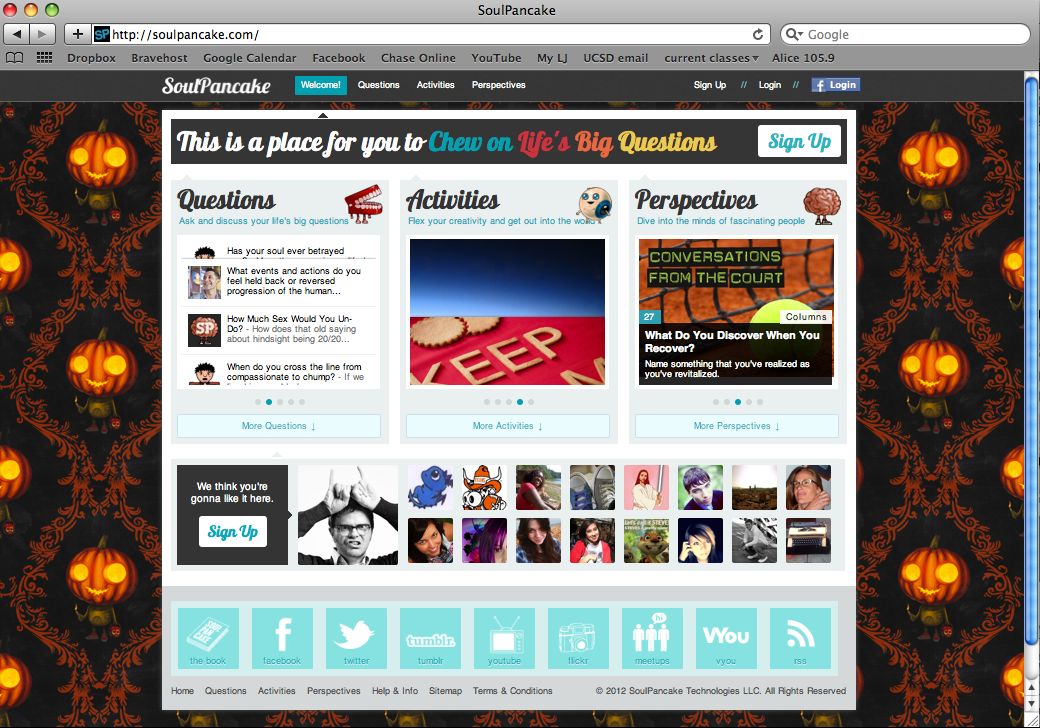 SoulPancake
SP http://soulpancake.com/
Google
Dropbox Bravehost Google Calendar Facebook Chase Online YouTube My LJ UCSD email current classes Alice 105.9
SoulPancake Welcome! Questions Activities Perspectives Sign Up // Login // f Login
This is a place for you to Chew on Life's Big Questions
Sign Up
Questions
Ask and discuss your life's big questions
Has your soul ever betrayed
What events and actions do you
feel held back or reversed
progression of the human...
SP
How Much Sex Would You Un-
Do? - How does that old saying
about hindsight being 20/20...
When do you cross the line from
compassionate to chump? - If we
More Questions ↓
Activities
Flex your creativity and get out into the world
KEEP
More Activities ↓
Perspectives
Dive into the minds of fascinating people
CONVERSATIONS
FROM THE COURT
27 Columns
What Do You Discover When You
Recover?
Name something that you've realized as
you've revitalized.
More Perspectives ↓
We think you're
gonna like it here.
Sign Up
SOUL PAN CAKE
the book
f
facebook
twitter
tumblr.
tumblr
youtube
flickr
hi
meetups
VYou
vyou
rss
Home Questions Activities Perspectives Help & Info Sitemap Terms & Conditions © 2012 SoulPancake Technologies LLC. All Rights Reserved